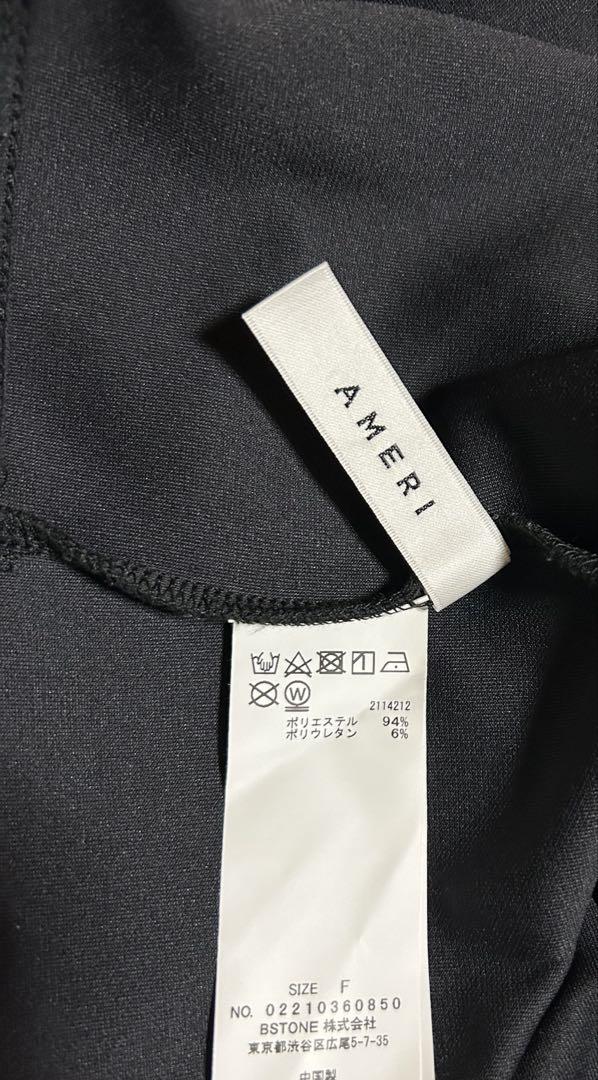 AMERI
W
2114212
ポリエステル 94%
ポリウレタン 6%
SIZE F
NO. 02210360850
BSTONE 株式会社
東京都渋谷区広尾5-7-35
中国製